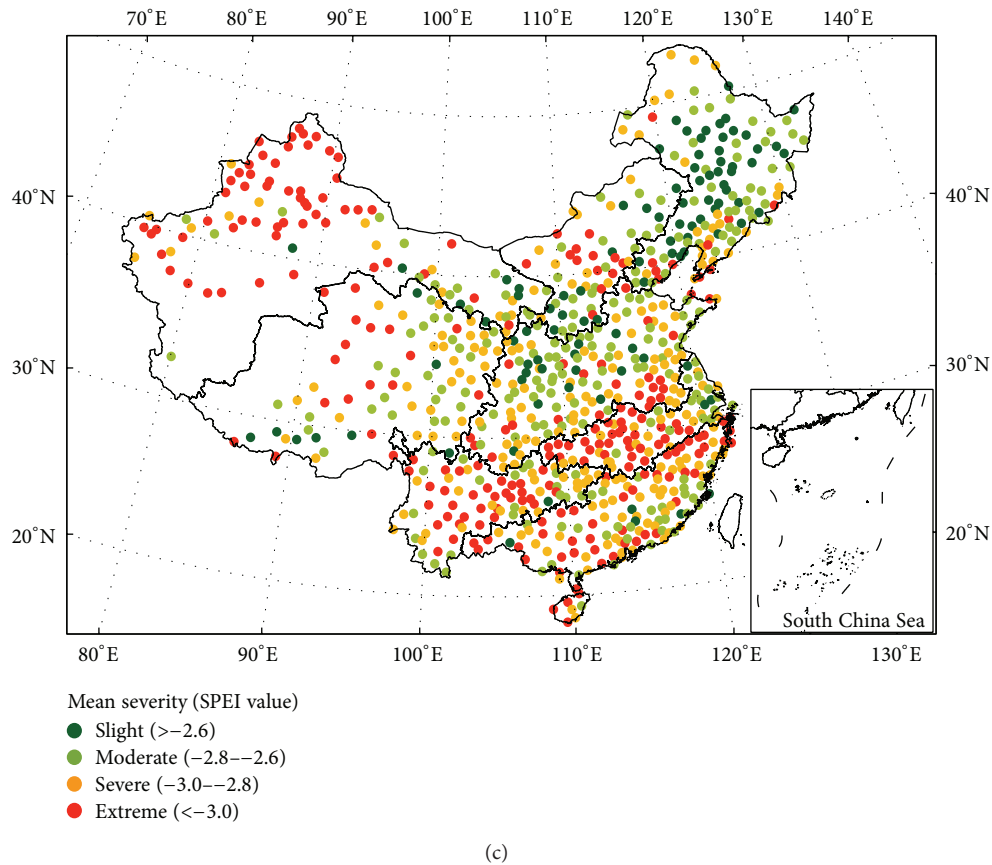 70°E 80°E 90°E 100°E 110°E 120°E 130°E 140°E
40°N 40°N
30°N 30°N
20°N 20°N
South China Sea
80°E 90°E 100°E 110°E 120°E 130°E
Mean severity (SPEI value)
Slight (>−2.6)
Moderate (−2.8–−2.6)
Severe (−3.0–−2.8)
Extreme (<−3.0)
(c)